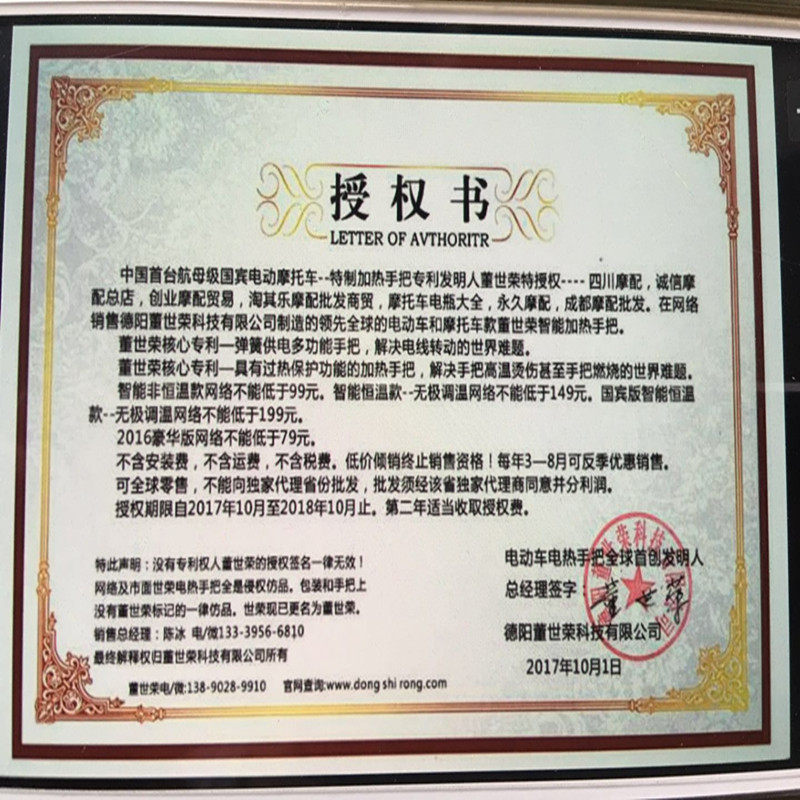 授权书
LETTER OF AVTHORITR
中国首台航母级国宾电动摩托车--特制加热手把专利发明人董世荣特授权----四川摩配，诚信摩
配总店，创业摩配贸易，淘其乐摩配批发商贸，摩托车电瓶大全，永久摩配，成都摩配批发。在网络
销售德阳董世荣科技有限公司制造的领先全球的电动车和摩托车款董世荣智能加热手把。
董世荣核心专利—弹簧供电多功能手把，解决电线转动的世界难题。
董世荣核心专利—具有过热保护功能的加热手把，解决手把高温烫伤甚至手把燃烧的世界难题。
智能非恒温款网络不能低于99元。智能恒温款--无极调温网络不能低于149元。国宾版智能恒温
款--无极调温网络不能低于199元。
2016豪华版网络不能低于79元。
不含安装费，不含运费，不含税费。低价倾销终止销售资格！每年3—8月可反季优惠销售。
可全球零售，不能向独家代理省份批发，批发须经该省独家代理商同意并分利润。
授权期限自2017年10月至2018年10月止。第二年适当收取授权费。
特此声明：没有专利权人董世荣的授权签名一律无效！
网络及市面世荣电热手把全是侵权仿品。包装和手把上
没有董世荣标记的一律仿品。世荣现已更名为董世荣。
销售总经理：陈冰 电/微133-3956-6810
最终解释权归董世荣科技有限公司所有
电动车电热手把全球首创发明人
总经理签字：董世荣
德阳董世荣科技有限公司
2017年10月1日
董世荣电/微:138-9028-9910 官网查询:www.dong shi rong.com